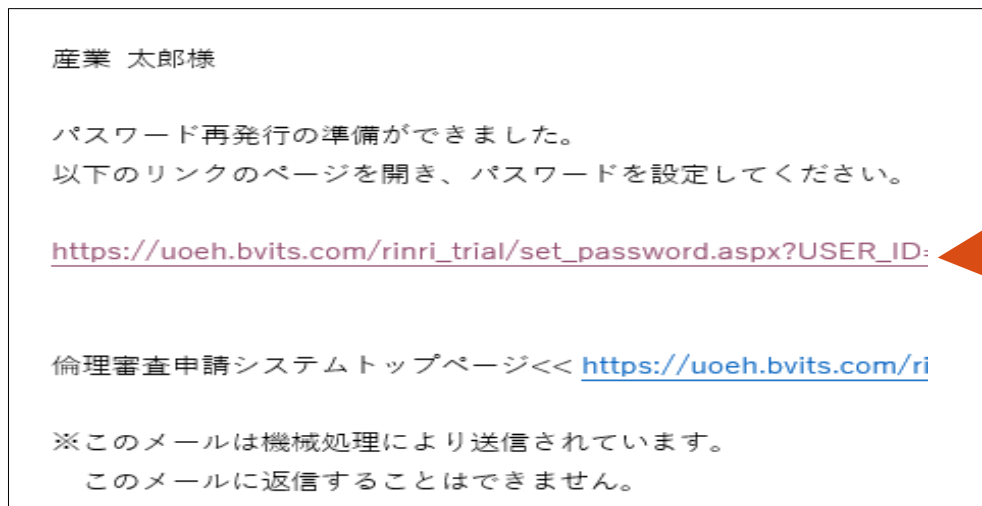 産業 太郎様
パスワード再発行の準備ができました。
以下のリンクのページを開き、パスワードを設定してください。
https://uoeh.bvits.com/rinri_trial/set_password.aspx?USER_ID=
倫理審査申請システムトップページ<< https://uoeh.bvits.com/ri
※このメールは機械処理により送信されています。
このメールに返信することはできません。